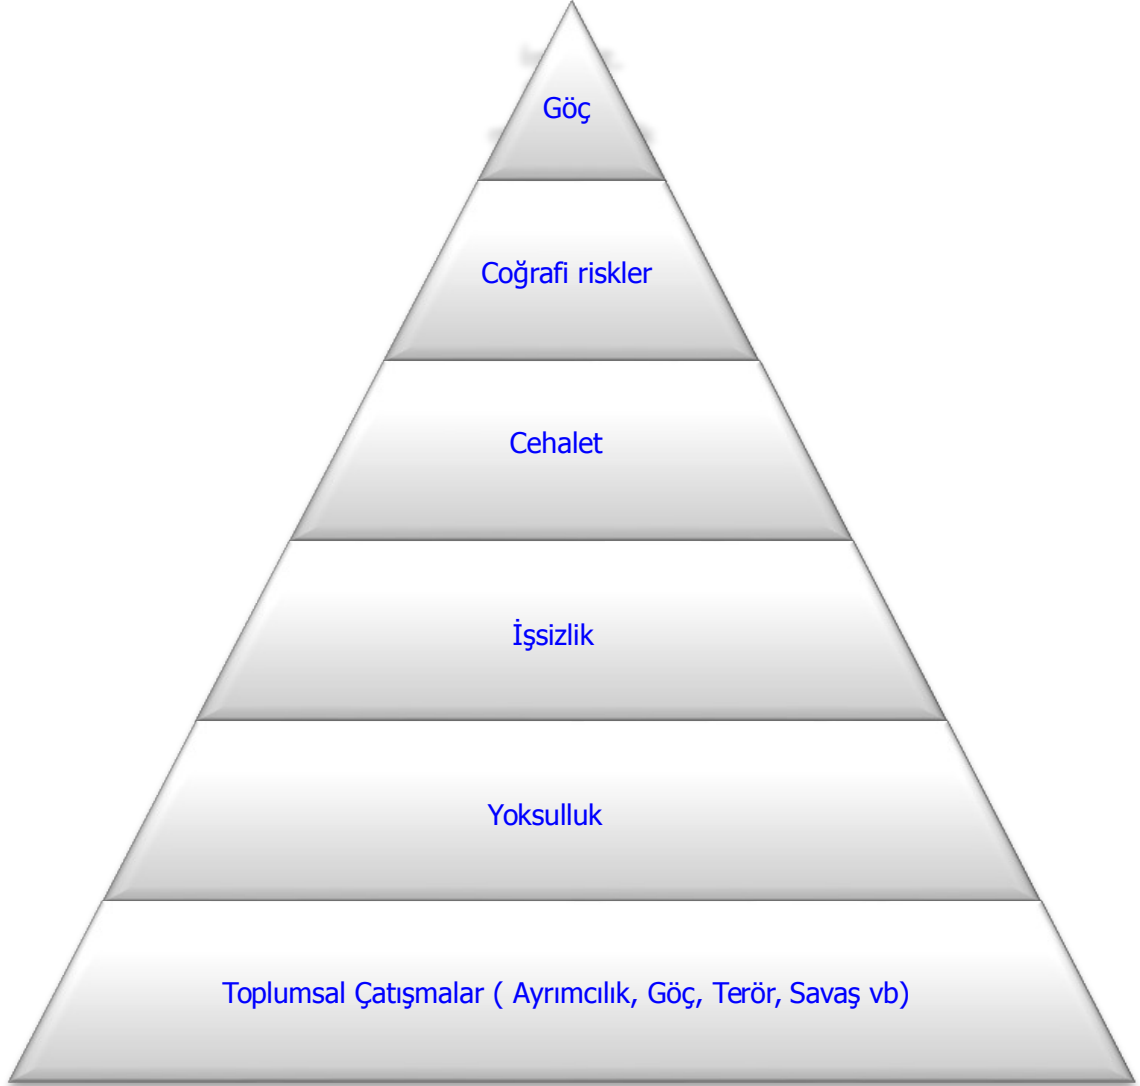 Göç
Coğrafi riskler
Cehalet
İşsizlik
Yoksulluk
Toplumsal Çatışmalar ( Ayrımcılık, Göç, Terör, Savaş vb)